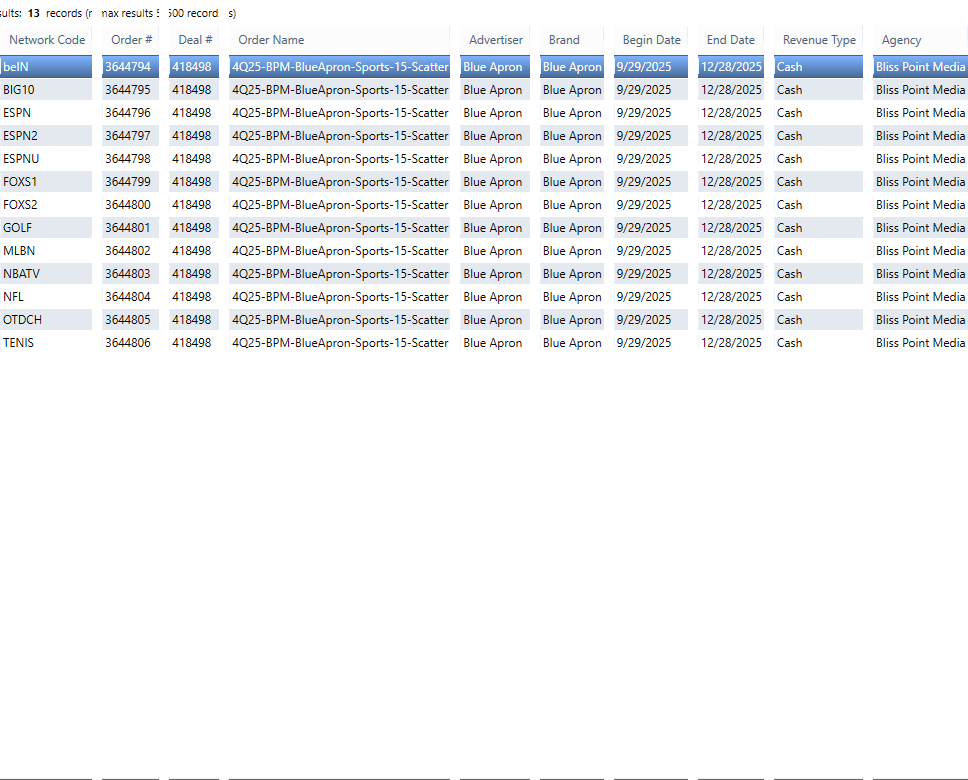 sults: 13 records (r max results 5 500 record s)
Network Code Order # Deal # Order Name Advertiser Brand Begin Date End Date Revenue Type Agency
beIN 3644794 418498 4Q25-BPM-BlueApron-Sports-15-Scatter Blue Apron Blue Apron 9/29/2025 12/28/2025 Cash Bliss Point Media
BIG10 3644795 418498 4Q25-BPM-BlueApron-Sports-15-Scatter Blue Apron Blue Apron 9/29/2025 12/28/2025 Cash Bliss Point Media
ESPN 3644796 418498 4Q25-BPM-BlueApron-Sports-15-Scatter Blue Apron Blue Apron 9/29/2025 12/28/2025 Cash Bliss Point Media
ESPN2 3644797 418498 4Q25-BPM-BlueApron-Sports-15-Scatter Blue Apron Blue Apron 9/29/2025 12/28/2025 Cash Bliss Point Media
ESPNU 3644798 418498 4Q25-BPM-BlueApron-Sports-15-Scatter Blue Apron Blue Apron 9/29/2025 12/28/2025 Cash Bliss Point Media
FOXS1 3644799 418498 4Q25-BPM-BlueApron-Sports-15-Scatter Blue Apron Blue Apron 9/29/2025 12/28/2025 Cash Bliss Point Media
FOXS2 3644800 418498 4Q25-BPM-BlueApron-Sports-15-Scatter Blue Apron Blue Apron 9/29/2025 12/28/2025 Cash Bliss Point Media
GOLF 3644801 418498 4Q25-BPM-BlueApron-Sports-15-Scatter Blue Apron Blue Apron 9/29/2025 12/28/2025 Cash Bliss Point Media
MLBN 3644802 418498 4Q25-BPM-BlueApron-Sports-15-Scatter Blue Apron Blue Apron 9/29/2025 12/28/2025 Cash Bliss Point Media
NBATV 3644803 418498 4Q25-BPM-BlueApron-Sports-15-Scatter Blue Apron Blue Apron 9/29/2025 12/28/2025 Cash Bliss Point Media
NFL 3644804 418498 4Q25-BPM-BlueApron-Sports-15-Scatter Blue Apron Blue Apron 9/29/2025 12/28/2025 Cash Bliss Point Media
OTDCH 3644805 418498 4Q25-BPM-BlueApron-Sports-15-Scatter Blue Apron Blue Apron 9/29/2025 12/28/2025 Cash Bliss Point Media
TENIS 3644806 418498 4Q25-BPM-BlueApron-Sports-15-Scatter Blue Apron Blue Apron 9/29/2025 12/28/2025 Cash Bliss Point Media